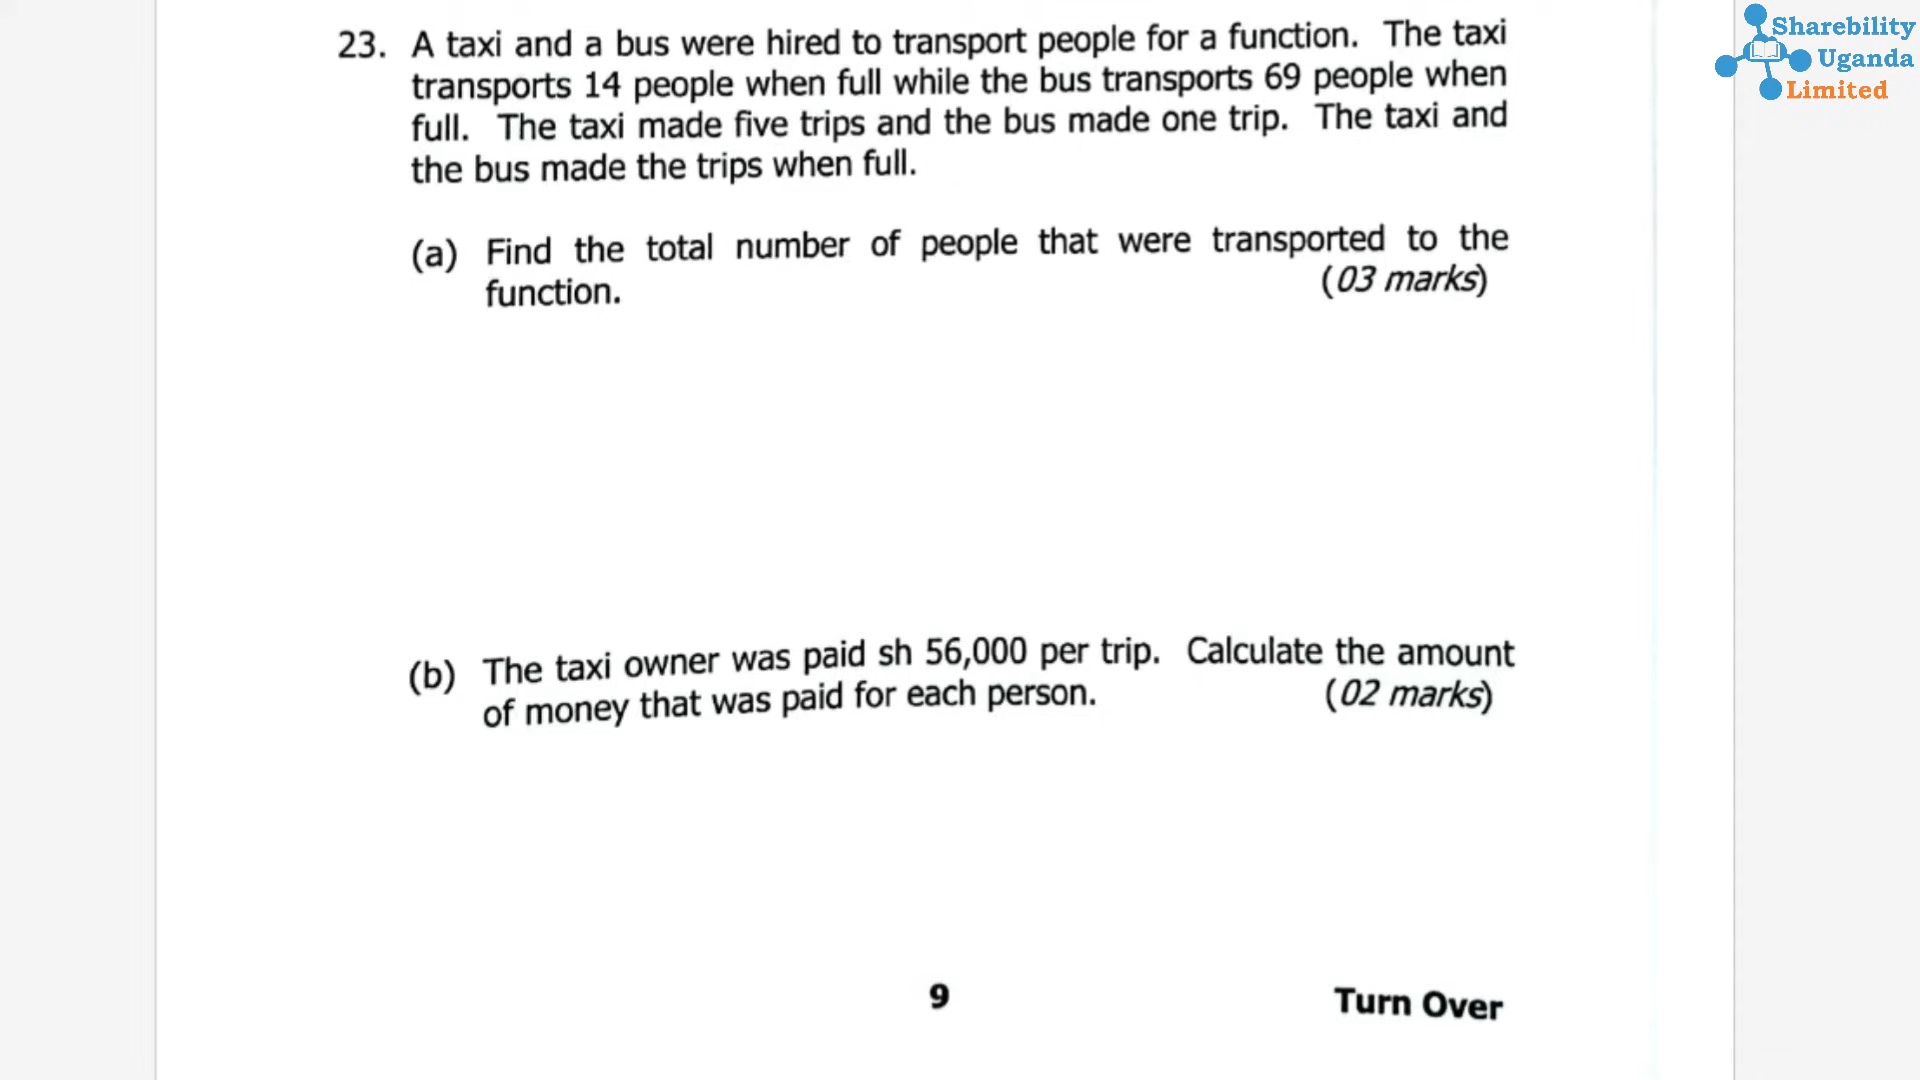 Sharebility
Uganda
Limited
23. A taxi and a bus were hired to transport people for a function. The taxi
transports 14 people when full while the bus transports 69 people when
full. The taxi made five trips and the bus made one trip. The taxi and
the bus made the trips when full.
(a) Find the total number of people that were transported to the
function. (03 marks)
(b) The taxi owner was paid sh 56,000 per trip. Calculate the amount
of money that was paid for each person. (02 marks)
9 Turn Over